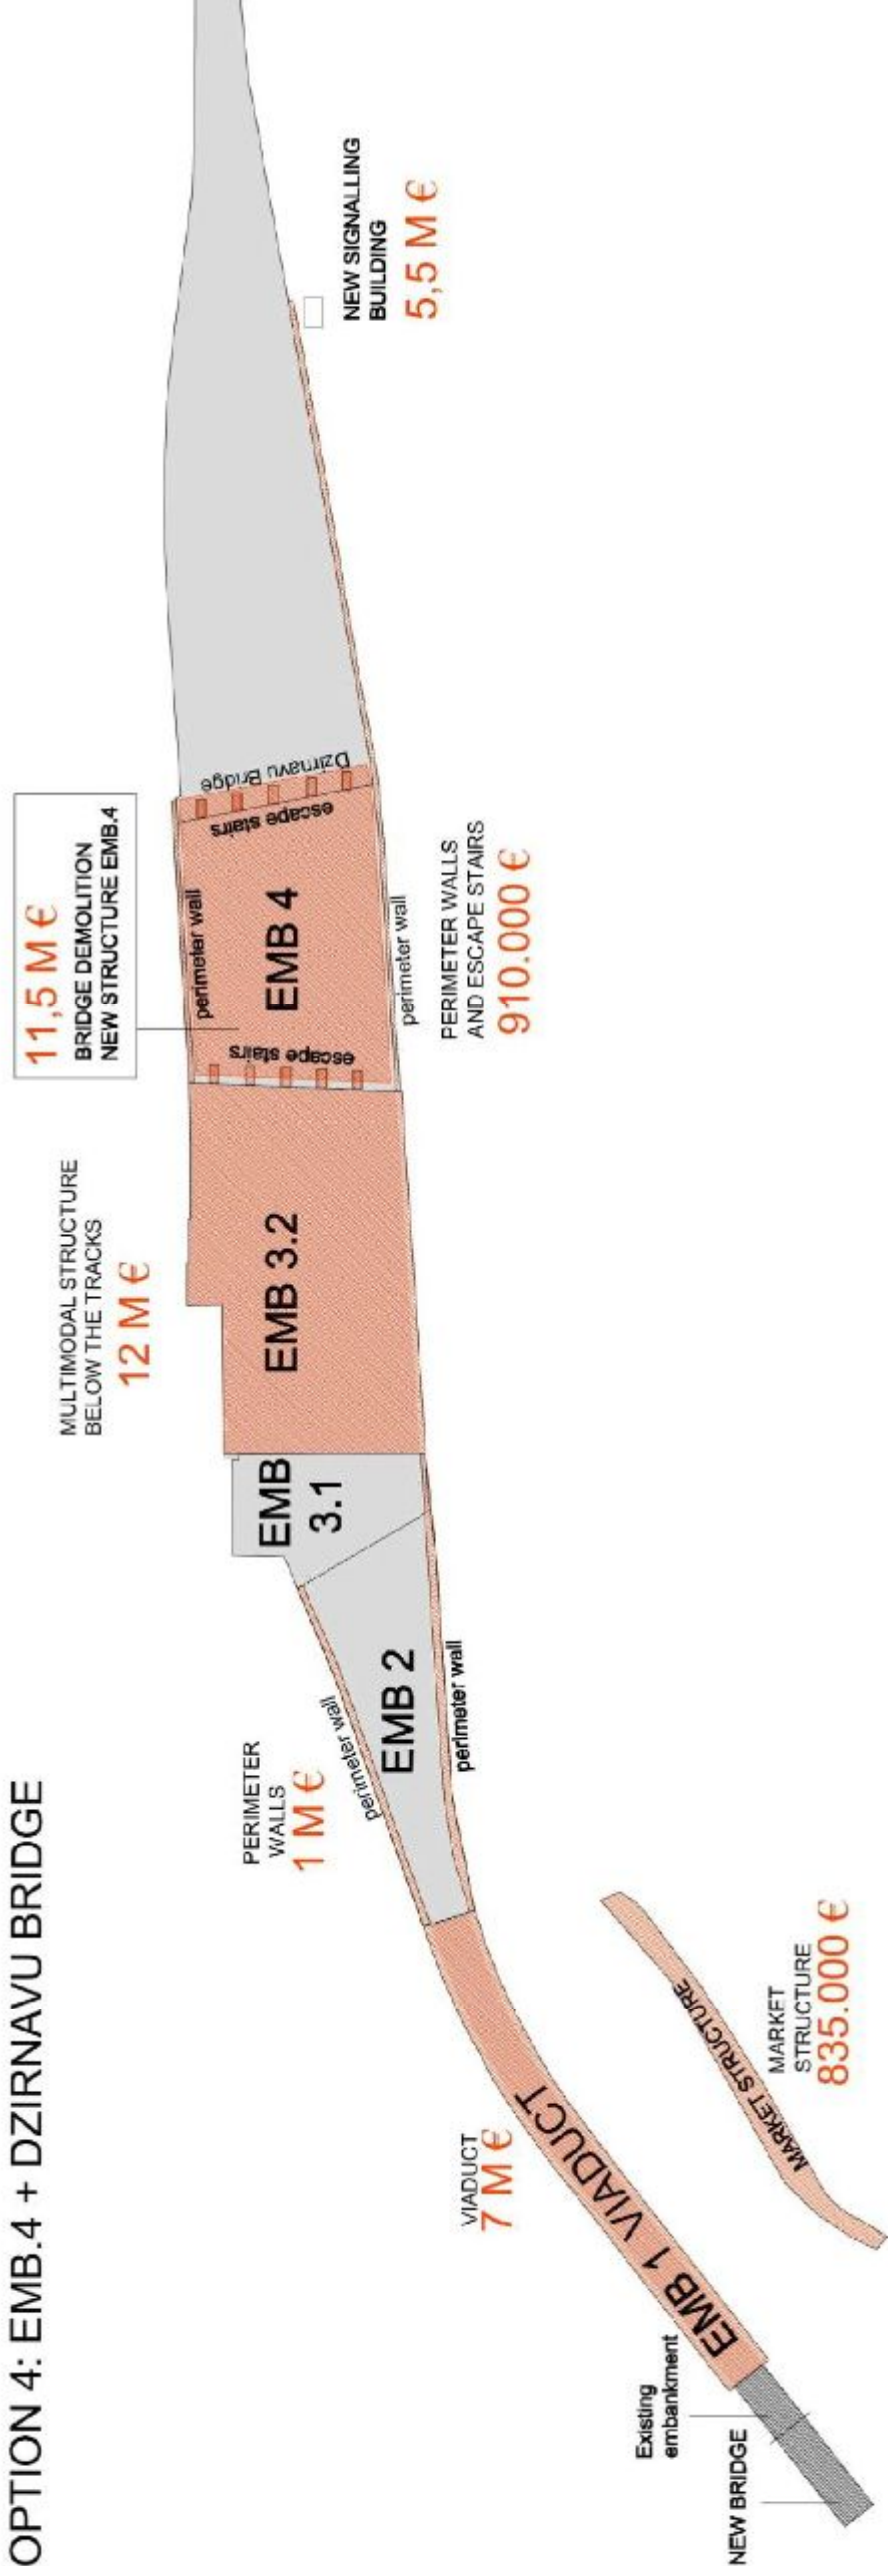 OPTION 4: EMB.4 + DZIRNAVU BRIDGE
11,5 M €
BRIDGE DEMOLITION
NEW STRUCTURE EMB.4
MULTIMODAL STRUCTURE
BELOW THE TRACKS
12 M €
PERIMETER
WALLS
1 M €
VIADUCT
7 M €
Existing
embankment
NEW BRIDGE
EMB 1 VIADUCT
perimeter wall
EMB 2
perimeter wall
EMB
3.1
EMB 3.2
perimeter wall
escape stairs
EMB 4
escape stairs
Dzirnavu Bridge
perimeter wall
PERIMETER WALLS
AND ESCAPE STAIRS
910.000 €
NEW SIGNALLING
BUILDING
5,5 M €
MARKET STRUCTURE
MARKET
STRUCTURE
835.000 €